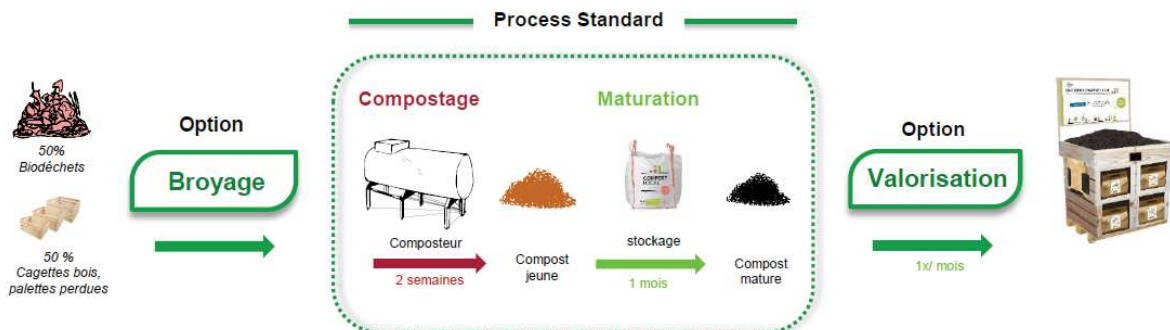 Process Standard
50%
Biodéchets
50 %
Cagettes bois,
palettes perdues
Option
Broyage
Compostage
Composteur
2 semaines
Compost
jeune
Maturation
COMPOST
stockage
1 mois
Compost
mature
Option
Valorisation
1x/ mois